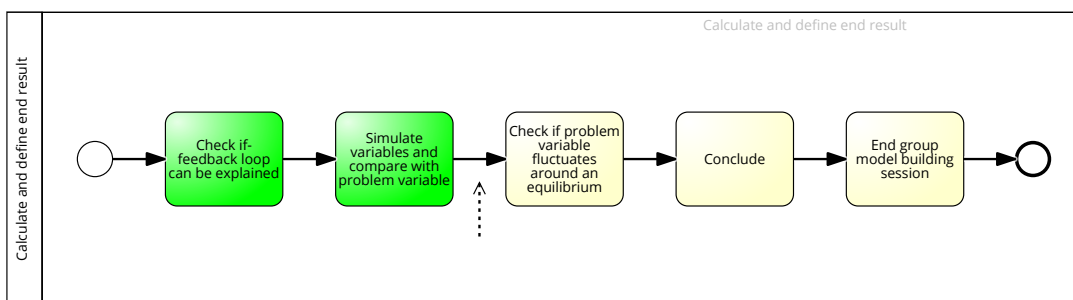 Calculate and define end result
Calculate and define end result
Check if-
feedback loop
can be explained
Simulate
variables and
compare with
problem variable
Check if problem
variable
fluctuates
around an
equilibrium
Conclude
End group
model building
session